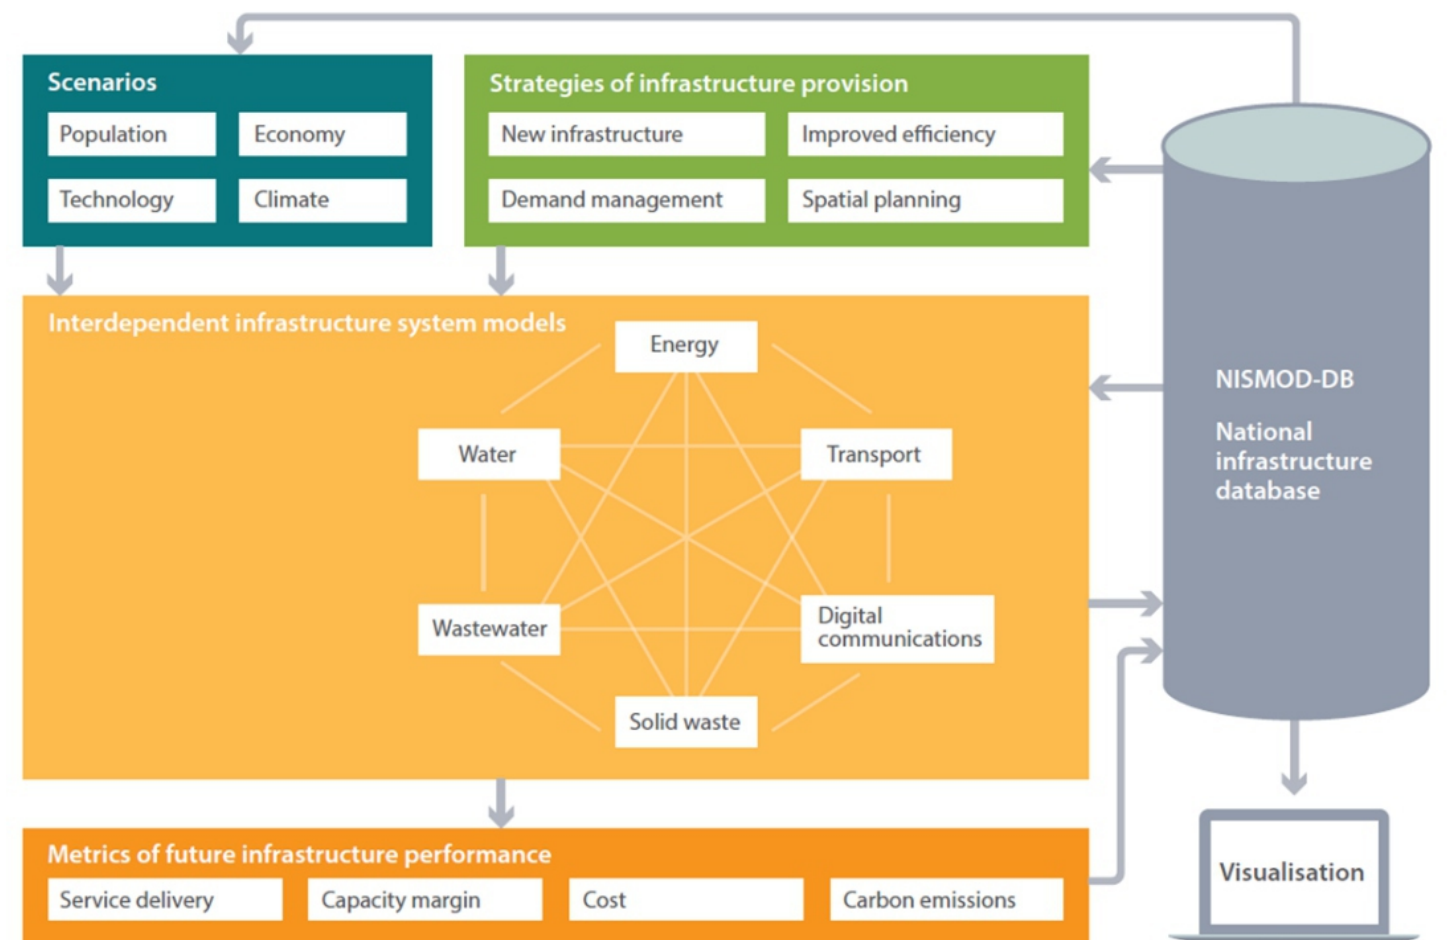 Scenarios
Population
Economy
Technology
Climate
Strategies of infrastructure provision
New infrastructure
Improved efficiency
Demand management
Spatial planning
Interdependent infrastructure system models
Energy
Water
Transport
Wastewater
Digital
communications
Solid waste
Metrics of future infrastructure performance
Service delivery
Capacity margin
Cost
Carbon emissions
NISMOD-DB
National
infrastructure
database
Visualisation